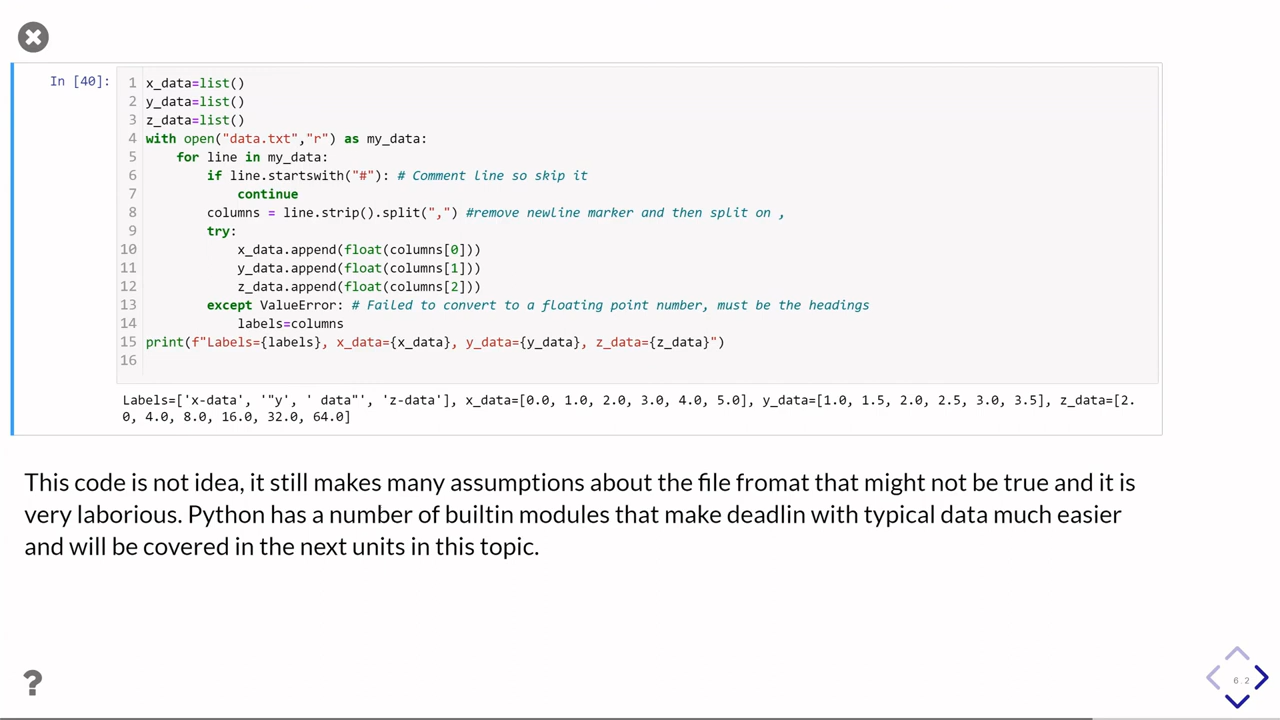 In [40]:
1 x_data=list()
2 y_data=list()
3 z_data=list()
4 with open("data.txt","r") as my_data:
5     for line in my_data:
6         if line.startswith("#"): # Comment line so skip it
7             continue
8         columns = line.strip().split(",") #remove newline marker and then split on ,
9         try:
10             x_data.append(float(columns[0]))
11             y_data.append(float(columns[1]))
12             z_data.append(float(columns[2]))
13         except ValueError: # Failed to convert to a floating point number, must be the headings
14             labels=columns
15 print(f"Labels={labels}, x_data={x_data}, y_data={y_data}, z_data={z_data}")
16
Labels=['x-data', '"y', ' data"', 'z-data'], x_data=[0.0, 1.0, 2.0, 3.0, 4.0, 5.0], y_data=[1.0, 1.5, 2.0, 2.5, 3.0, 3.5], z_data=[2.
0, 4.0, 8.0, 16.0, 32.0, 64.0]
This code is not idea, it still makes many assumptions about the file fromat that might not be true and it is
very laborious. Python has a number of builtin modules that make deadlin with typical data much easier
and will be covered in the next units in this topic.
?
6.2